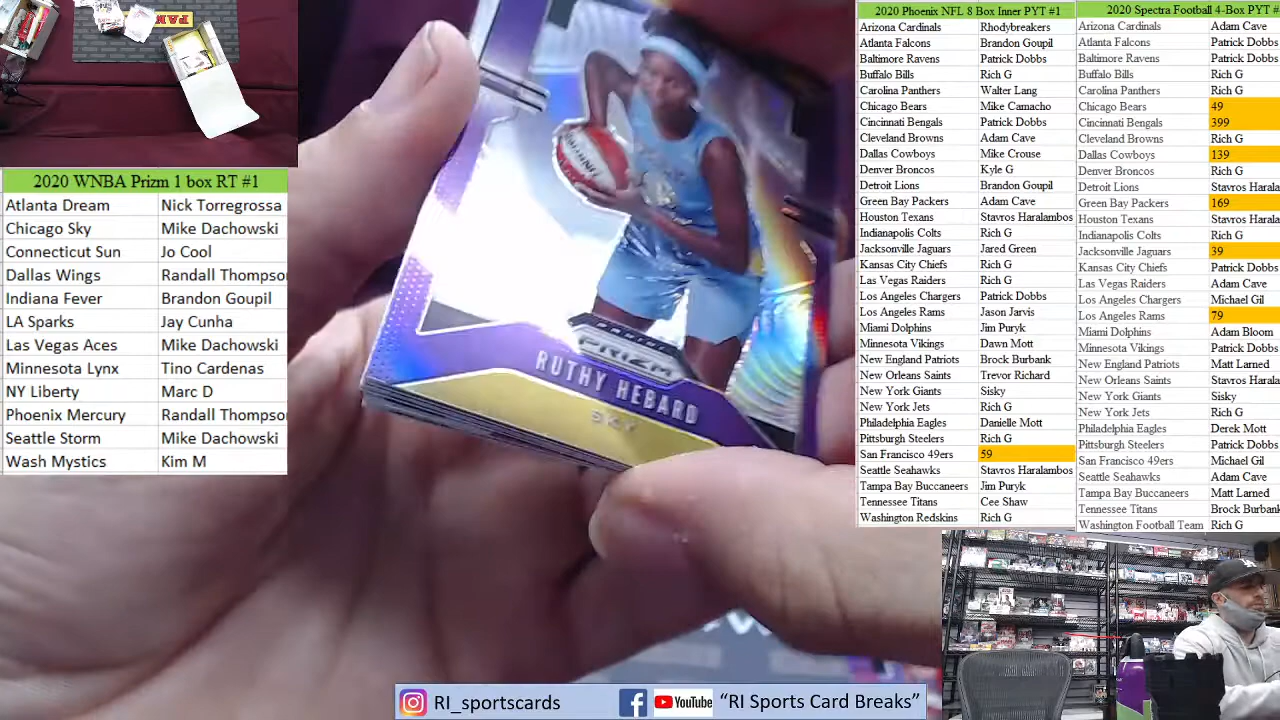 2020 WNBA Prizm 1 box RT #1
Atlanta Dream Nick Torregrossa
Chicago Sky Mike Dachowski
Connecticut Sun Jo Cool
Dallas Wings Randall Thompso
Indiana Fever Brandon Goupil
LA Sparks Jay Cunha
Las Vegas Aces Mike Dachowski
Minnesota Lynx Tino Cardenas
NY Liberty Marc D
Phoenix Mercury Randall Thompso
Seattle Storm Mike Dachowski
Wash Mystics Kim M
PRIZM
RUTHY HEBARD
SKY
2020 Phoenix NFL 8 Box Inner PYT #1
Arizona Cardinals Rhodybreakers
Atlanta Falcons Brandon Goupil
Baltimore Ravens Patrick Dobbs
Buffalo Bills Rich G
Carolina Panthers Walter Lang
Chicago Bears Mike Camacho
Cincinnati Bengals Patrick Dobbs
Cleveland Browns Adam Cave
Dallas Cowboys Mike Crouse
Denver Broncos Kyle G
Detroit Lions Brandon Goupil
Green Bay Packers Adam Cave
Houston Texans Stavros Haralambos
Indianapolis Colts Rich G
Jacksonville Jaguars Jared Green
Kansas City Chiefs Rich G
Las Vegas Raiders Rich G
Los Angeles Chargers Patrick Dobbs
Los Angeles Rams Jason Jarvis
Miami Dolphins Jim Puryk
Minnesota Vikings Dawn Mott
New England Patriots Brock Burbank
New Orleans Saints Trevor Richard
New York Giants Sisky
New York Jets Rich G
Philadelphia Eagles Danielle Mott
Pittsburgh Steelers Rich G
San Francisco 49ers 59
Seattle Seahawks Stavros Haralambos
Tampa Bay Buccaneers Jim Puryk
Tennessee Titans Cee Shaw
Washington Redskins Rich G
2020 Spectra Football 4-Box PYT #
Arizona Cardinals Adam Cave
Atlanta Falcons Patrick Dobbs
Baltimore Ravens Patrick Dobbs
Buffalo Bills Rich G
Carolina Panthers Rich G
Chicago Bears 49
Cincinnati Bengals 399
Cleveland Browns Rich G
Dallas Cowboys 139
Denver Broncos Rich G
Detroit Lions Stavros Harala
Green Bay Packers 169
Houston Texans Stavros Harala
Indianapolis Colts Rich G
Jacksonville Jaguars 39
Kansas City Chiefs Patrick Dobbs
Las Vegas Raiders Adam Cave
Los Angeles Chargers Michael Gil
Los Angeles Rams 79
Miami Dolphins Adam Bloom
Minnesota Vikings Patrick Dobbs
New England Patriots Matt Larned
New Orleans Saints Stavros Harala
New York Giants Sisky
New York Jets Rich G
Philadelphia Eagles Derek Mott
Pittsburgh Steelers Patrick Dobbs
San Francisco 49ers Michael Gil
Seattle Seahawks Adam Cave
Tampa Bay Buccaneers Matt Larned
Tennessee Titans Brock Burbank
Washington Football Team Rich G
RI_sportscards
YouTube
"RI Sports Card Breaks"